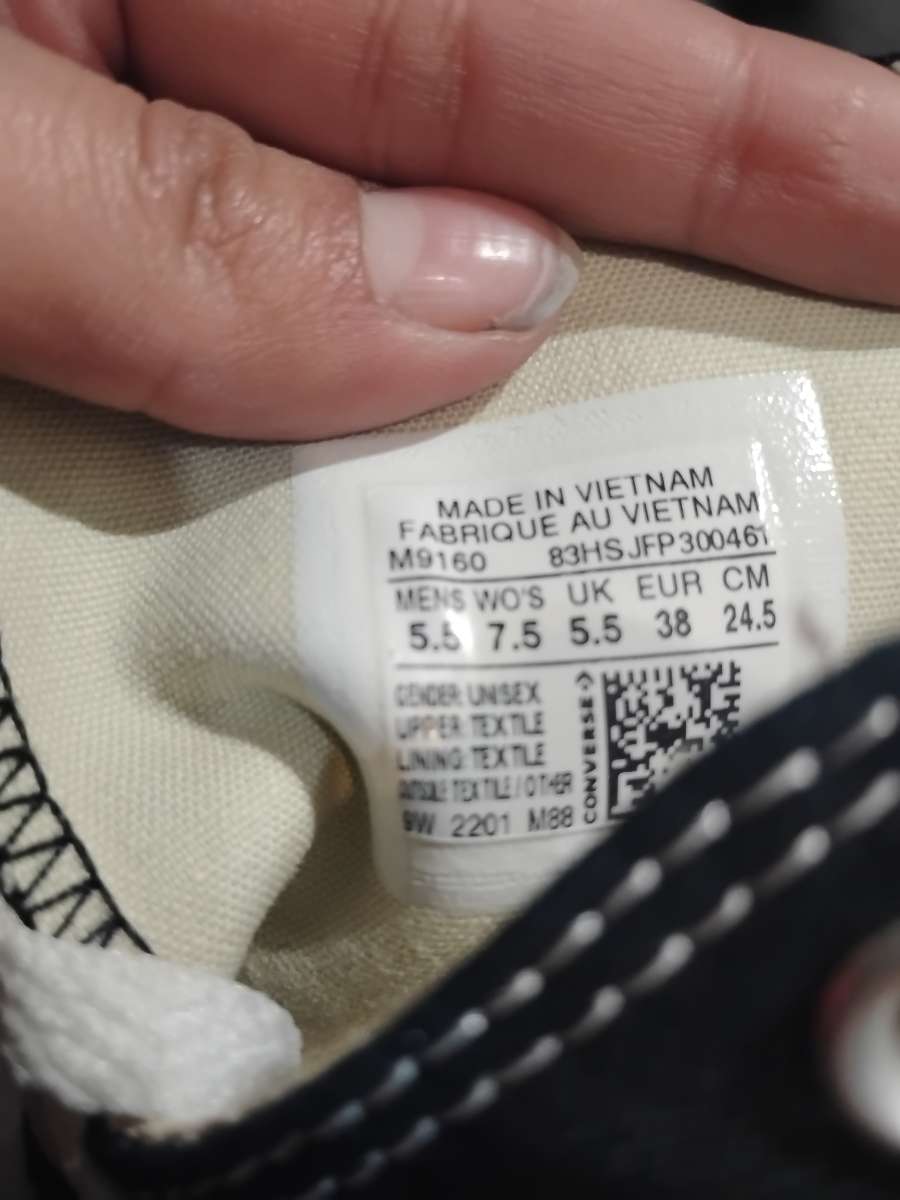 MADE IN VIETNAM
FABRIQUE AU VIETNAM
M9160 83HSJFP300461
MENS WO'S UK EUR CM
5.5 7.5 5.5 38 24.5
GENDER: UNISEX
UPPER: TEXTILE
LINING: TEXTILE
OUTSOLE: TEXTILE / OTHER
9W 2201 M88
CONVERSE